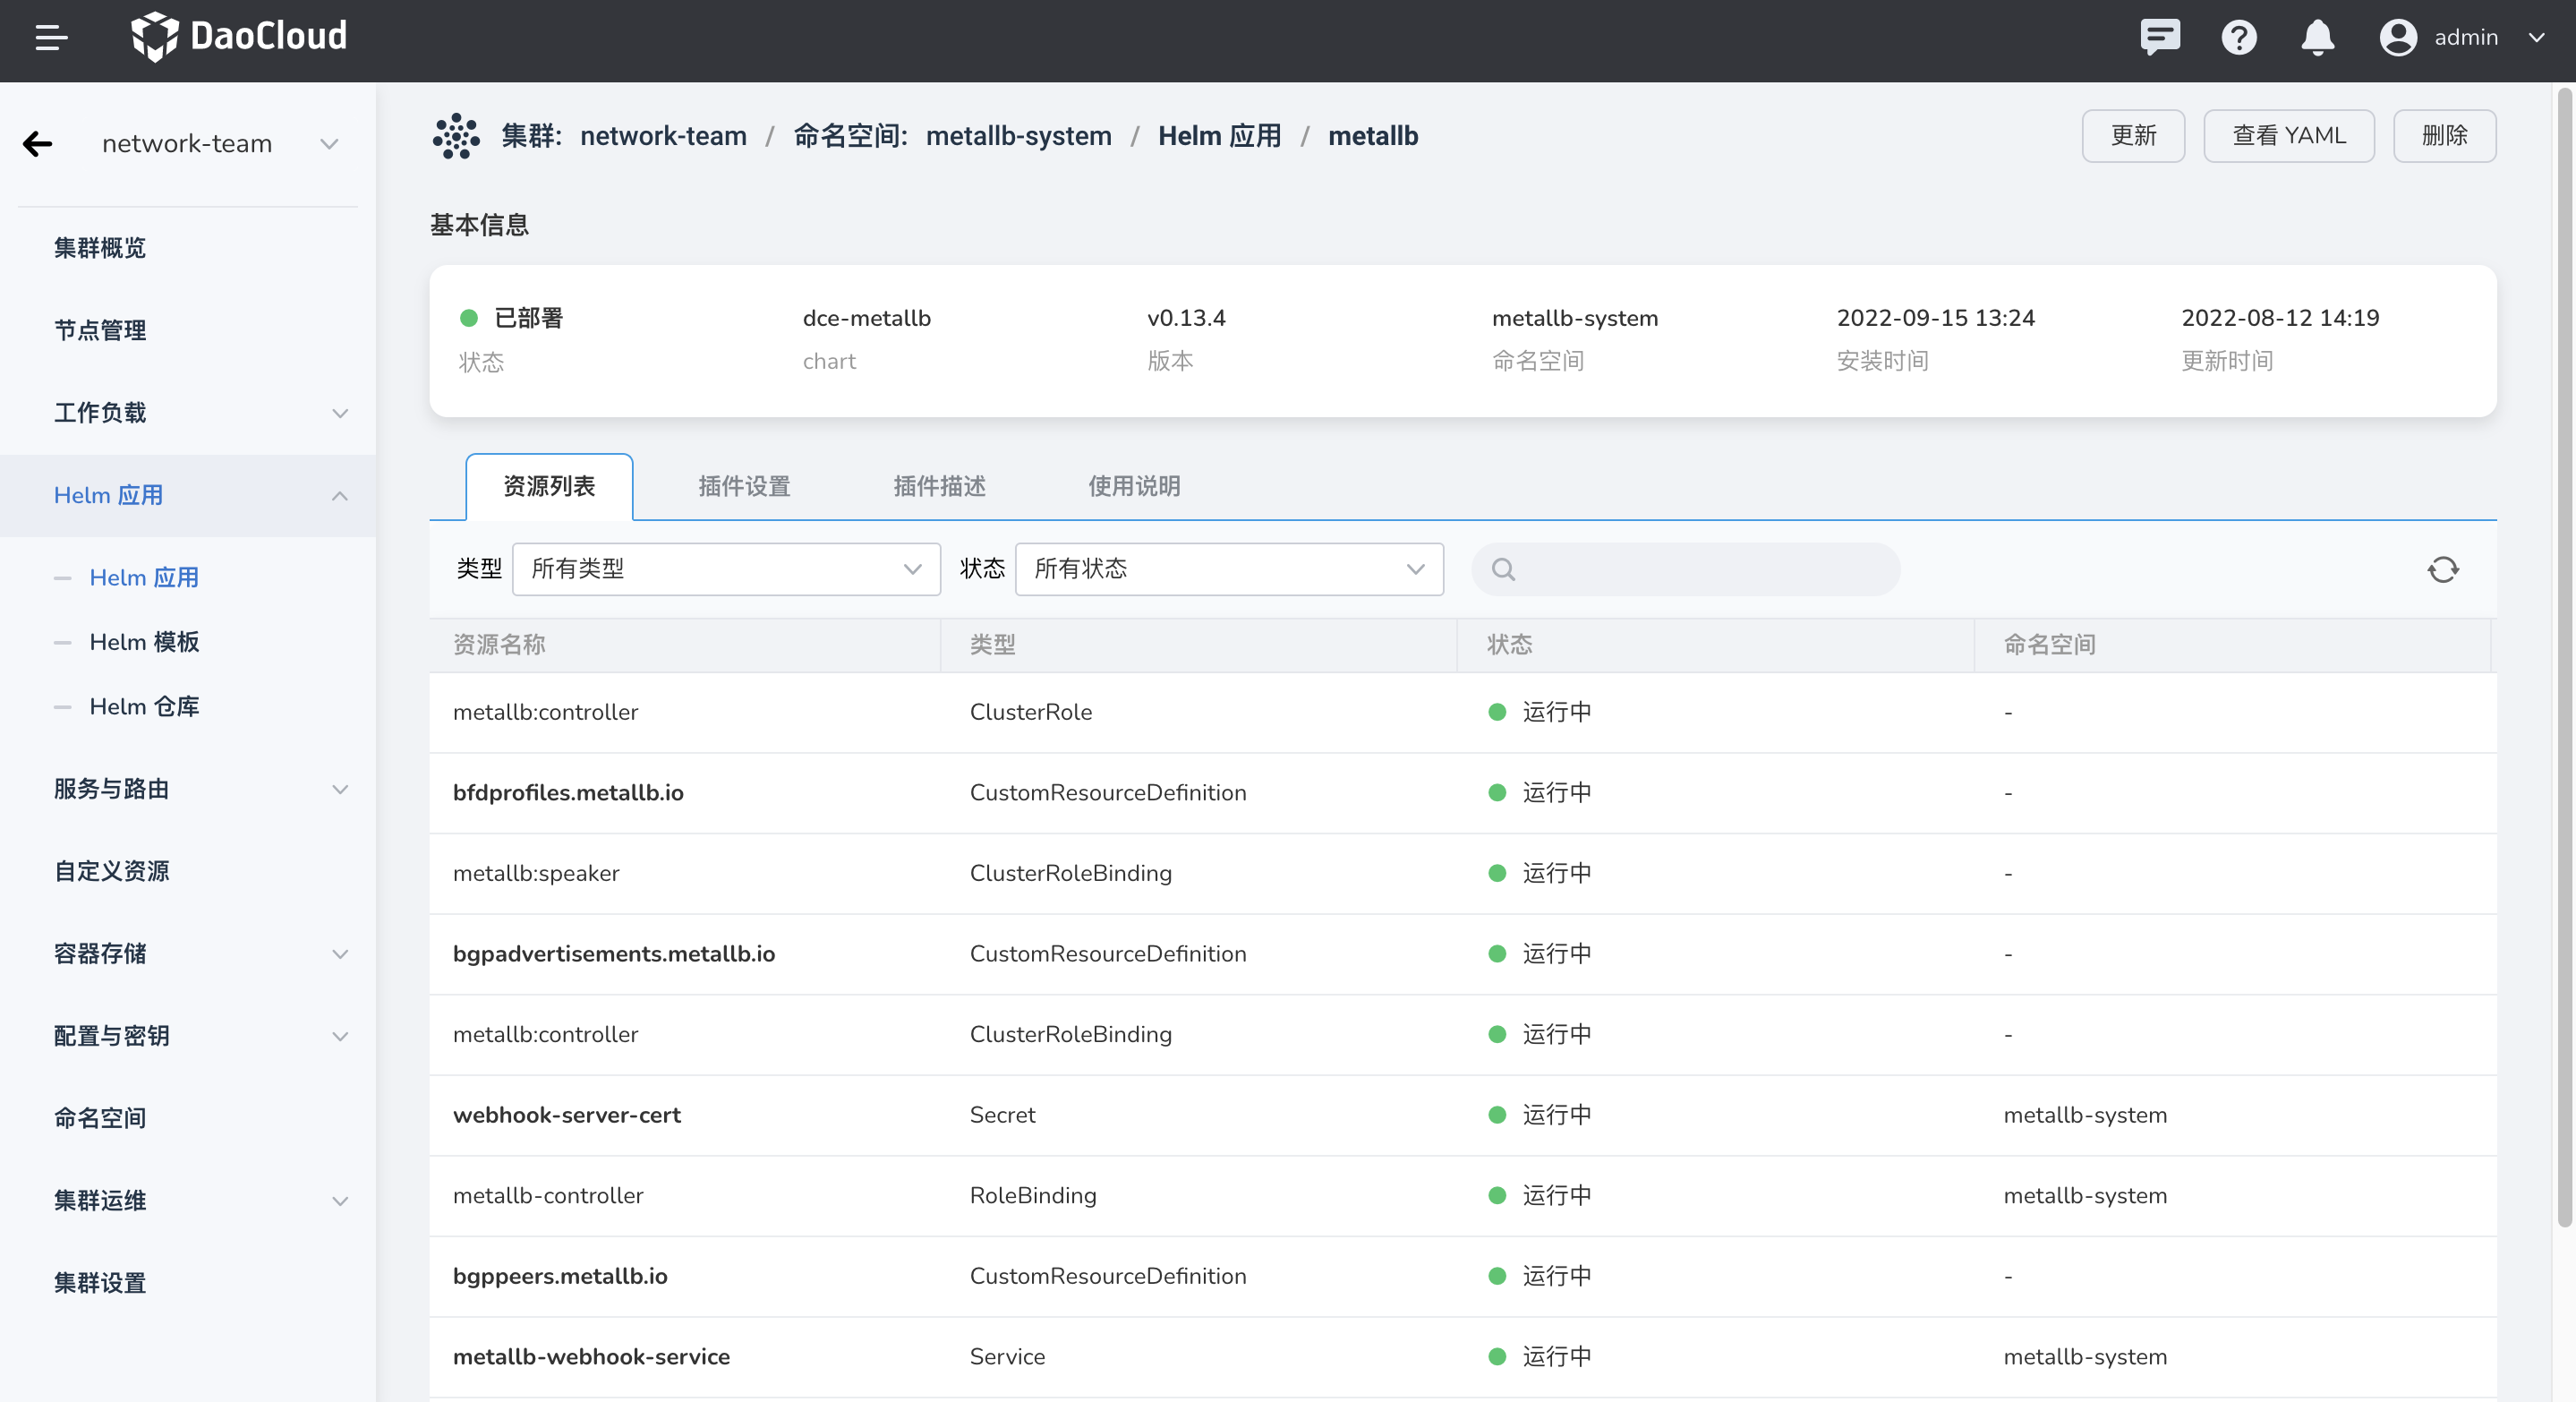 DaoCloud
admin
network-team
集群概览
节点管理
工作负载
Helm 应用
Helm 应用
Helm 模板
Helm 仓库
服务与路由
自定义资源
容器存储
配置与密钥
命名空间
集群运维
集群设置
集群: network-team / 命名空间: metallb-system / Helm 应用 / metallb
更新 查看 YAML 删除
基本信息
已部署 dce-metallb v0.13.4 metallb-system 2022-09-15 13:24 2022-08-12 14:19
状态 chart 版本 命名空间 安装时间 更新时间
资源列表 插件设置 插件描述 使用说明
类型 所有类型 状态 所有状态
资源名称 类型 状态 命名空间
metallb:controller ClusterRole 运行中 -
bfdprofiles.metallb.io CustomResourceDefinition 运行中 -
metallb:speaker ClusterRoleBinding 运行中 -
bgpadvertisements.metallb.io CustomResourceDefinition 运行中 -
metallb:controller ClusterRoleBinding 运行中 -
webhook-server-cert Secret 运行中 metallb-system
metallb-controller RoleBinding 运行中 metallb-system
bgppeers.metallb.io CustomResourceDefinition 运行中 -
metallb-webhook-service Service 运行中 metallb-system